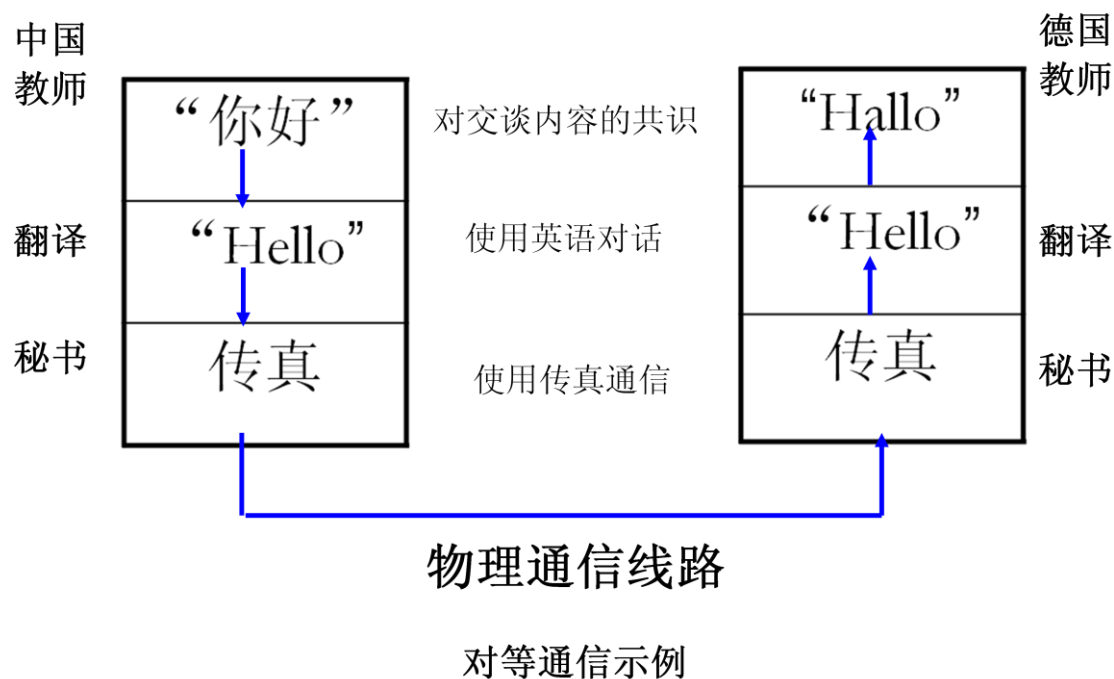 中国
教师
德国
教师
“你好”
对交谈内容的共识
“Hallo”
翻译
“Hello”
使用英语对话
“Hello”
翻译
秘书
传真
使用传真通信
传真
秘书
物理通信线路
对等通信示例